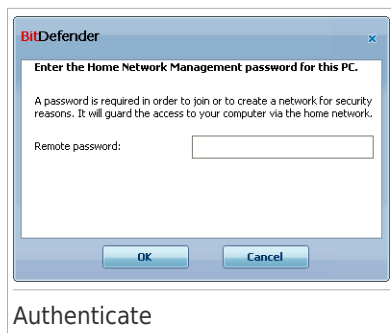 BitDefender
Enter the Home Network Management password for this PC.
A password is required in order to join or to create a network for security
reasons. It will guard the access to your computer via the home network.
Remote password:
OK Cancel
Authenticate